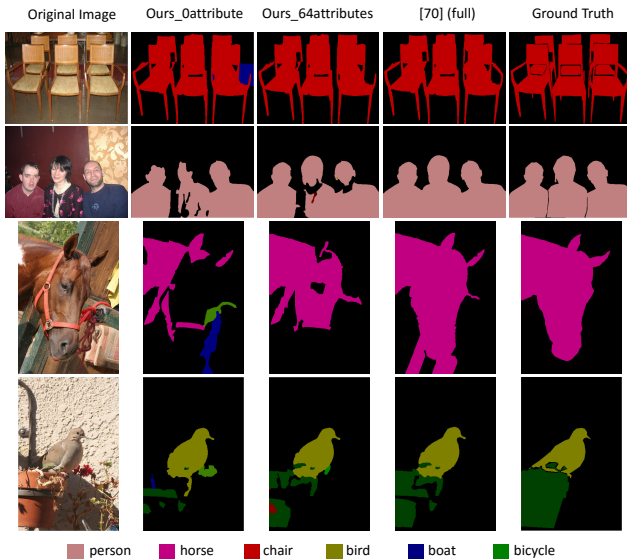 Original Image Ours_0attribute Ours_64attributes [70] (full) Ground Truth
person horse chair bird boat bicycle